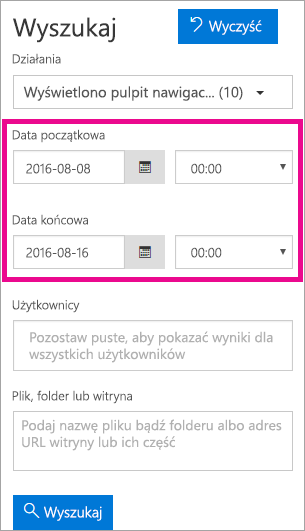 Wyszukaj
Wyczyść
Działania
Wyświetlono pulpit nawigac... (10)
Data początkowa
2016-08-08
00:00
Data końcowa
2016-08-16
00:00
Użytkownicy
Pozostaw puste, aby pokazać wyniki dla
wszystkich użytkowników
Plik, folder lub witryna
Podaj nazwę pliku bądź folderu albo adres
URL witryny lub ich część
Wyszukaj